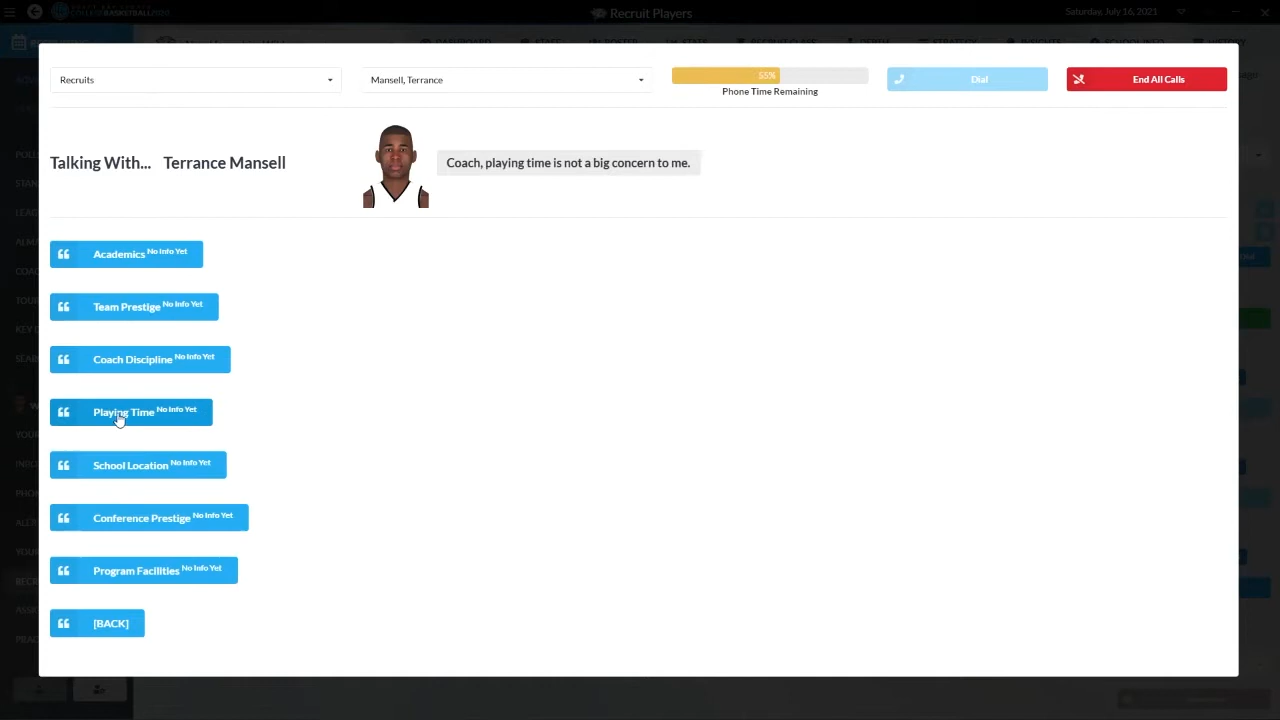 COLLEGE BASKETBALL 2020
Recruit Players
Saturday, July 16, 2021
Recruits
Mansell, Terrance
55%
Phone Time Remaining
Dial
End All Calls
Talking With... Terrance Mansell
Coach, playing time is not a big concern to me.
Academics No Info Yet
Team Prestige No Info Yet
Coach Discipline No Info Yet
Playing Time No Info Yet
School Location No Info Yet
Conference Prestige No Info Yet
Program Facilities No Info Yet
[BACK]